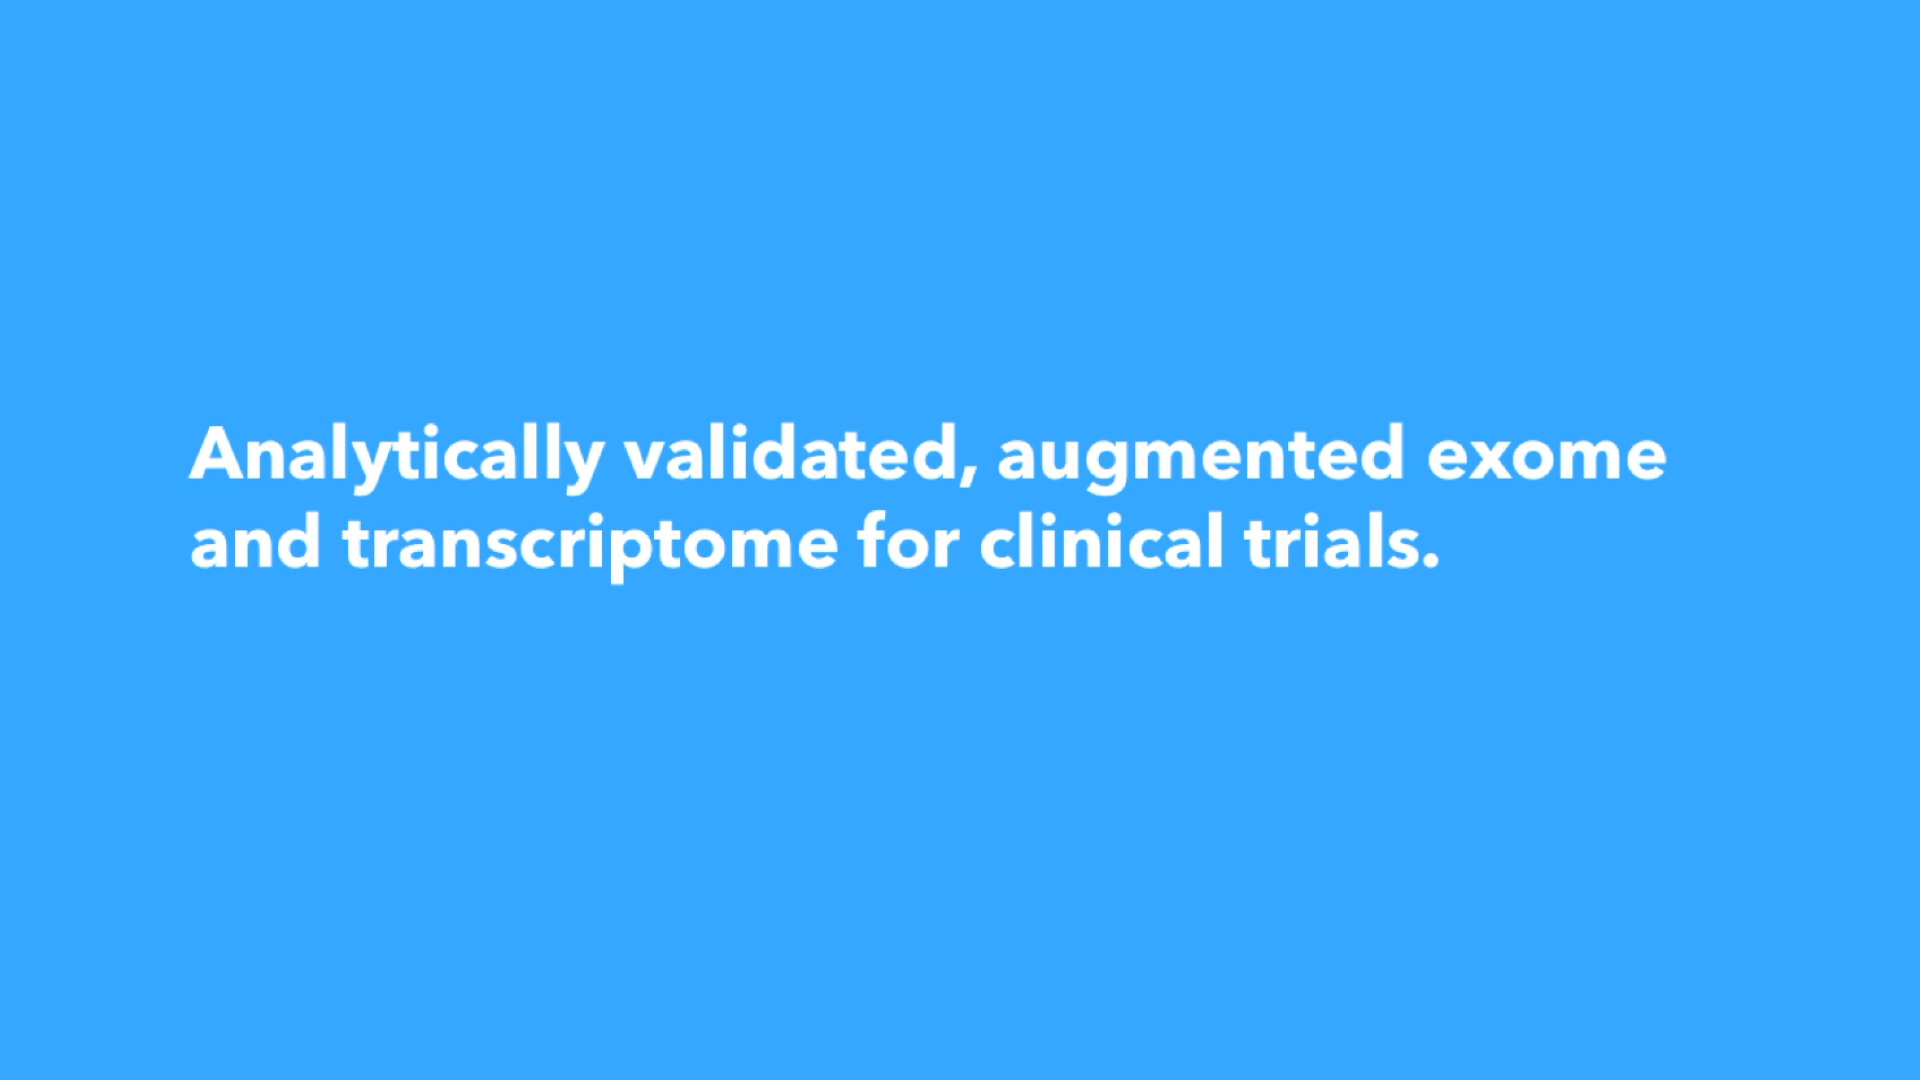 Analytically validated, augmented exome
and transcriptome for clinical trials.